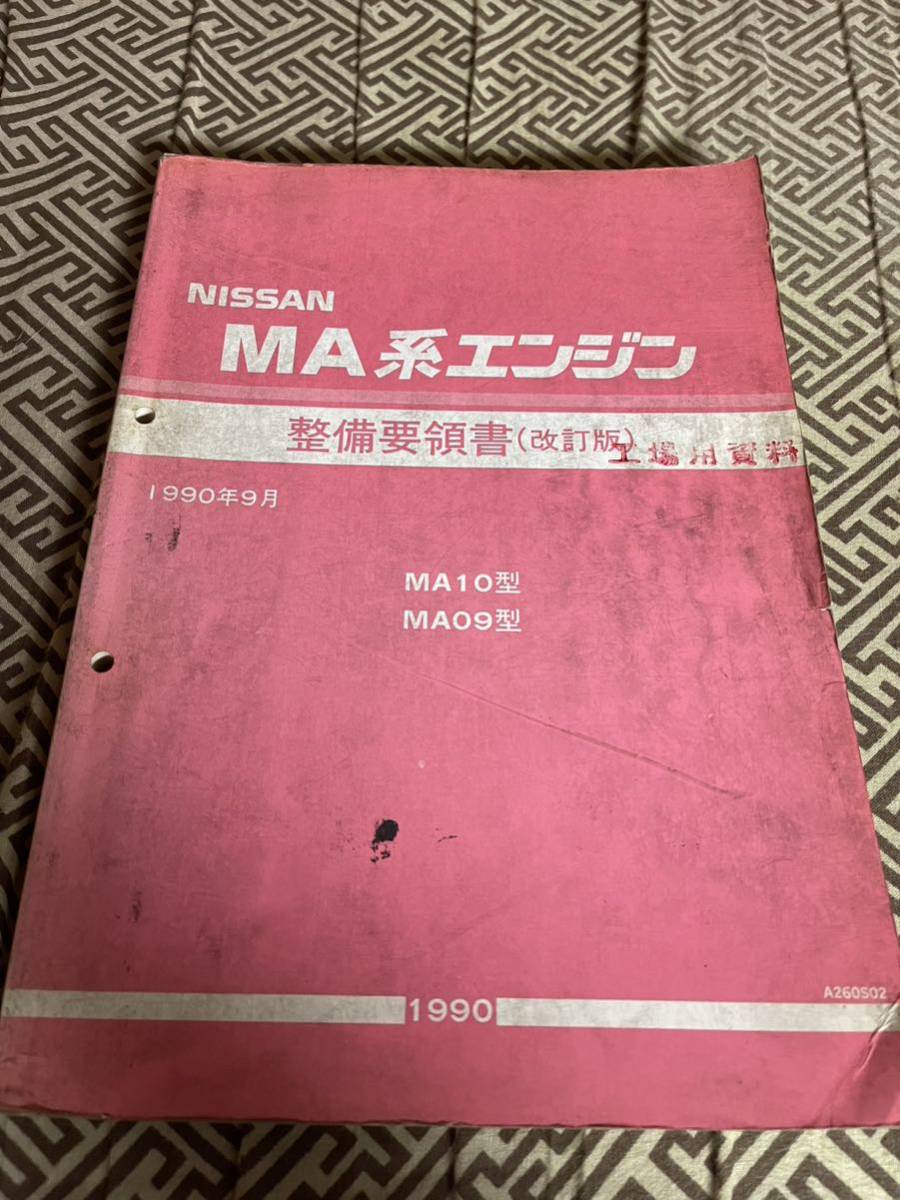 NISSAN
MA系エンジン
整備要領書(改訂版)
工場用資料
1990年9月
MA10型
MA09型
A260S02
1990